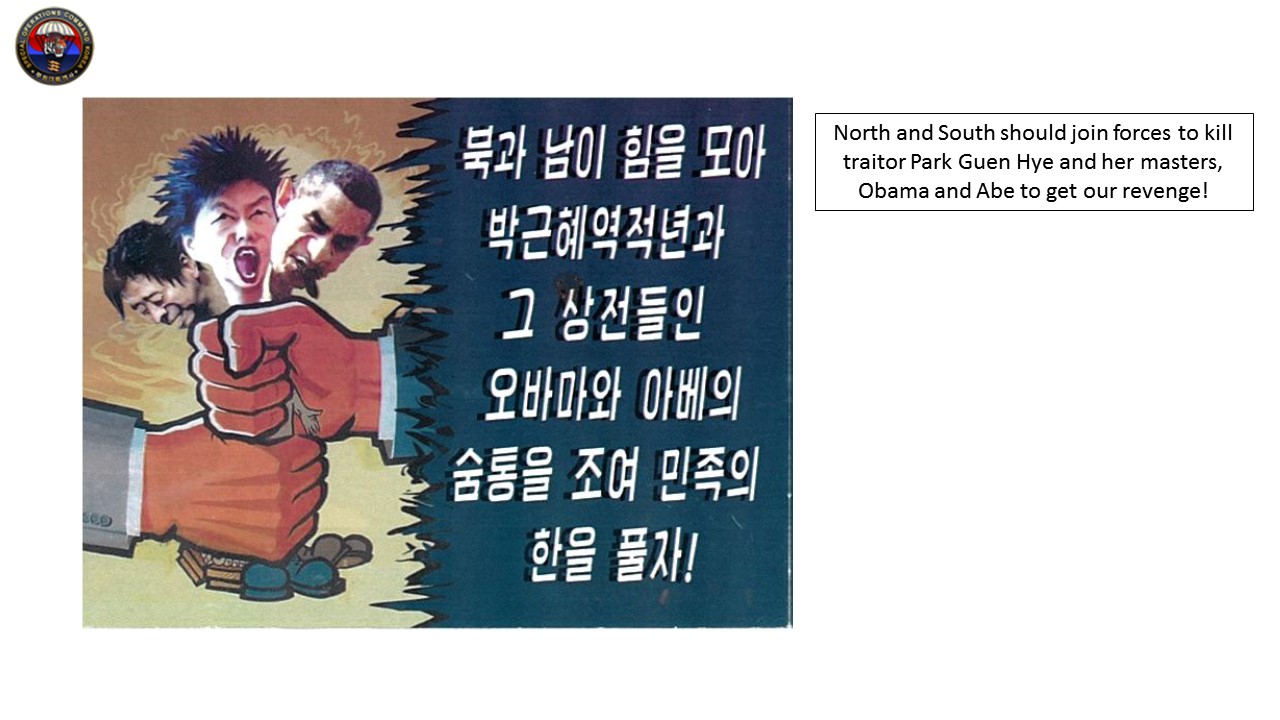 SPECIAL OPERATIONS COMMAND KOREA
북과 남이 힘을 모아
박근혜역적년과
그 상전들인
오바마와 아베의
숨통을 조여 민족의
한을 풀자!
North and South should join forces to kill
traitor Park Guen Hye and her masters,
Obama and Abe to get our revenge!